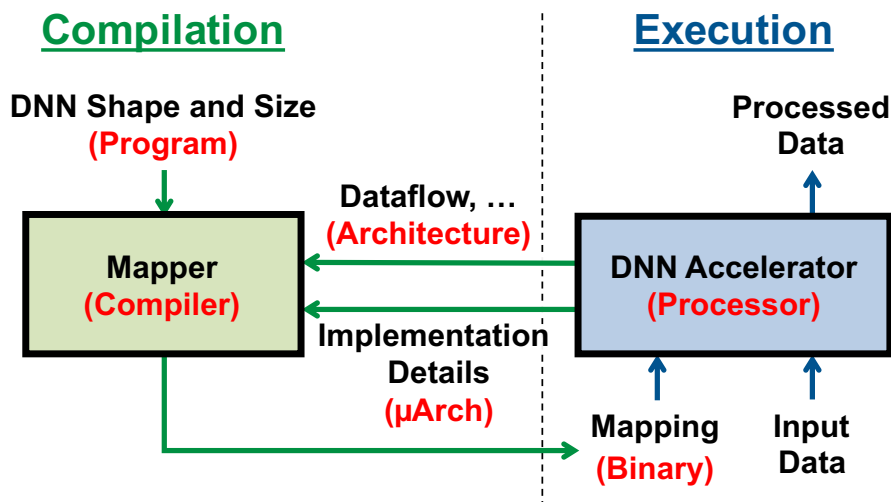 Compilation
Execution
DNN Shape and Size
(Program)
Processed
Data
Dataflow, …
(Architecture)
Mapper
(Compiler)
DNN Accelerator
(Processor)
Implementation
Details
(µArch)
Mapping
(Binary)
Input
Data